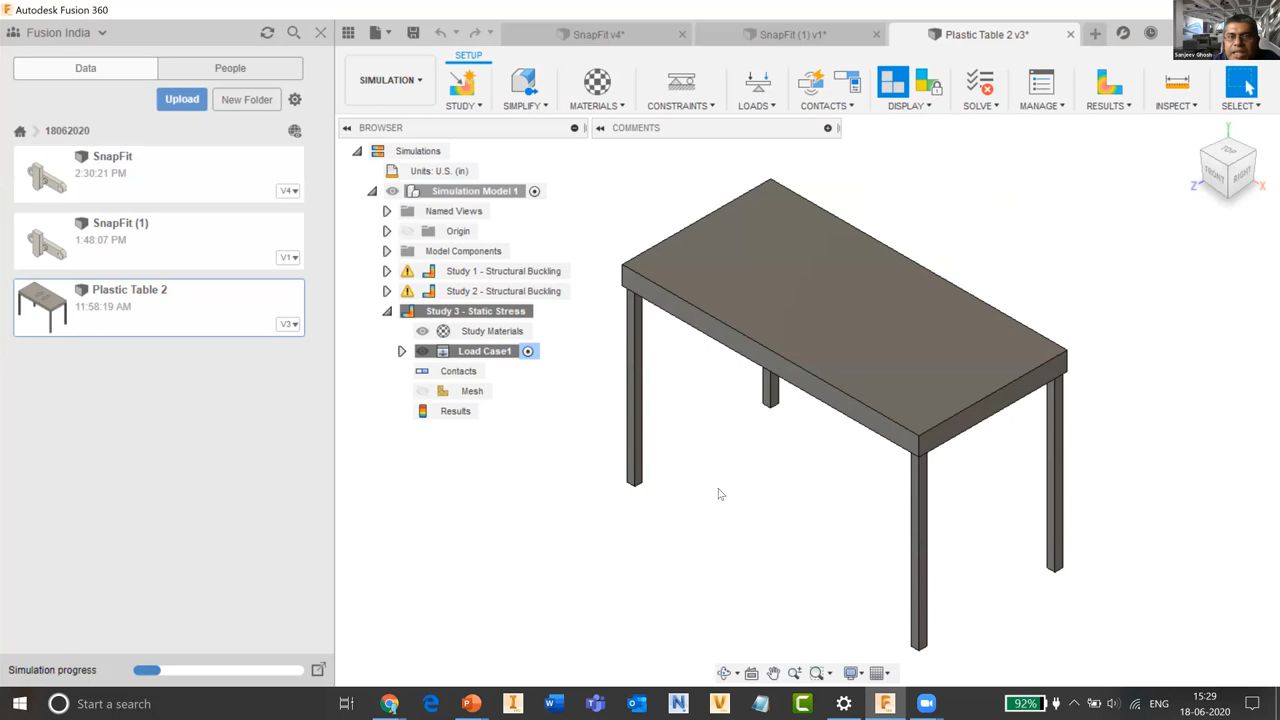 Autodesk Fusion 360
Fusion India
SnapFit v4*
SnapFit (1) v1*
Plastic Table 2 v3*
Sanjeev Ghosh
Data
People
SETUP
SIMULATION
STUDY
SIMPLIFY
MATERIALS
CONSTRAINTS
LOADS
CONTACTS
DISPLAY
SOLVE
MANAGE
RESULTS
INSPECT
SELECT
Upload
New Folder
18062020
BROWSER
COMMENTS
SnapFit
2:30:21 PM
V4
SnapFit (1)
1:48:07 PM
V1
Plastic Table 2
11:58:19 AM
V3
Simulations
Units: U.S. (in)
Simulation Model 1
Named Views
Origin
Model Components
Study 1 - Structural Buckling
Study 2 - Structural Buckling
Study 3 - Static Stress
Study Materials
Load Case1
Contacts
Mesh
Results
TOP
FRONT
RIGHT
Y
Z
X
Simulation progress
Start a search
92%
ENG
15:29
18-06-2020